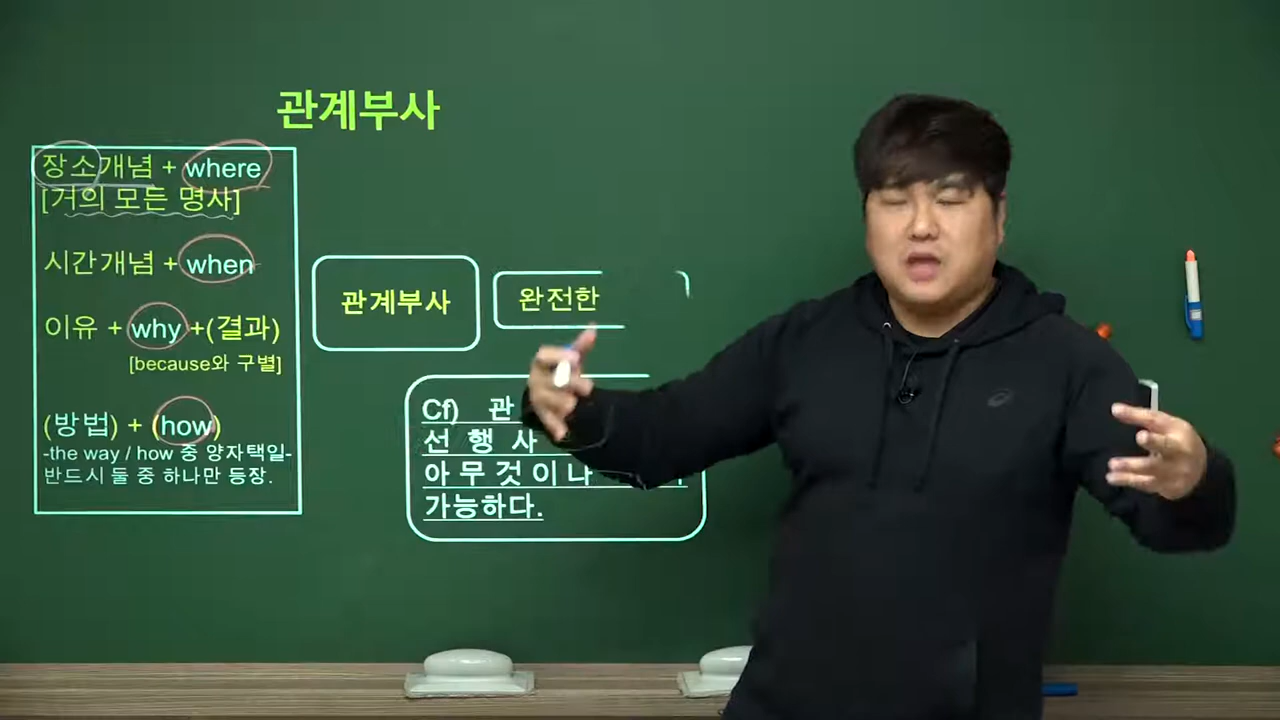 관계부사
장소개념 + where
[거의 모든 명사]
시간개념 + when
이유 + why +(결과)
[because와 구별]
(방법) + (how)
-the way / how 중 양자택일-
반드시 둘 중 하나만 등장.
관계부사
완전한
Cf) 관
선 행 사
아 무 것 이 나
가능하다.